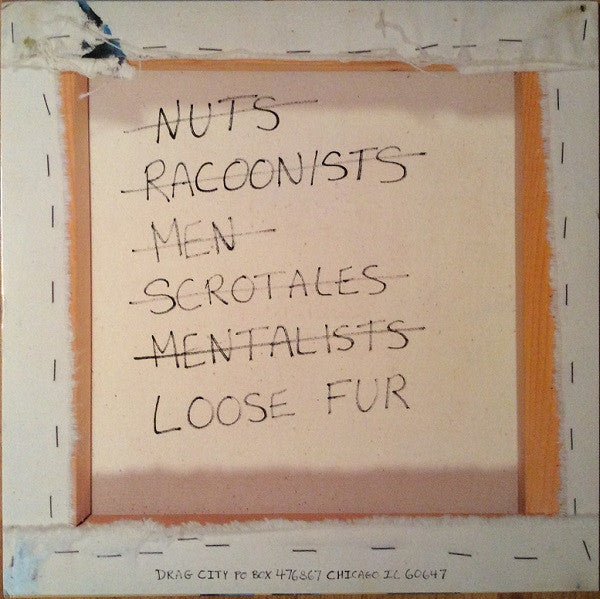 NUTS
RACOONISTS
MEN
SCROTALES
MENTALISTS
LOOSE FUR
DRAG CITY PO BOX 476867 CHICAGO IL 60647